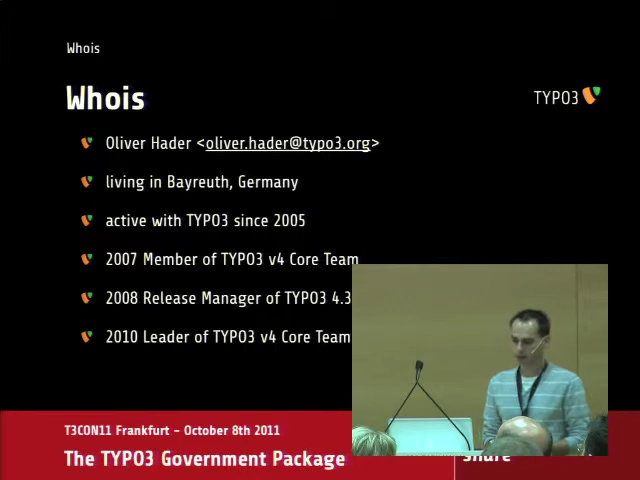 Whois
Whois
TYPO3
Oliver Hader <oliver.hader@typo3.org>
living in Bayreuth, Germany
active with TYPO3 since 2005
2007 Member of TYPO3 v4 Core Team
2008 Release Manager of TYPO3 4.3
2010 Leader of TYPO3 v4 Core Team
T3CON11 Frankfurt - October 8th 2011
The TYPO3 Government Package
share